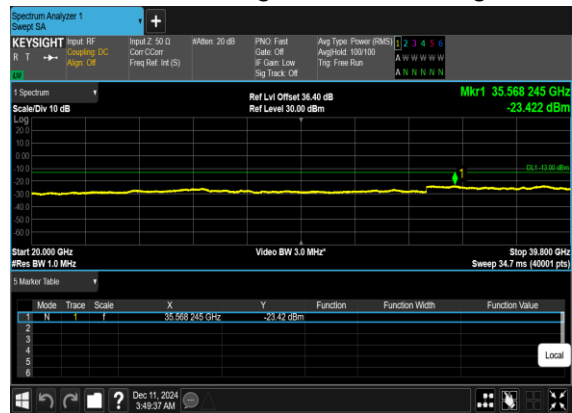 Spectrum Analyzer 1
Swept SA
KEYSIGHT Input: RF Input Z: 50 Ω #Atten: 20 dB PNO: Fast Avg Type: Power (RMS) 1 2 3 4 5 6
R T Coupling: DC Corr CCorr Gate: Off Avg|Hold: 100/100 A W W W W W
Align: Off Freq Ref: Int (S) IF Gain: Low Trig: Free Run
Sig Track: Off A N N N N N
1 Spectrum Ref Lvl Offset 36.40 dB Mkr1 35.568 245 GHz
Scale/Div 10 dB Ref Level 30.00 dBm -23.422 dBm
Log
20.0
10.0
0.00
-10.0
DL1 -13.00 dBm
1
-20.0
-30.0
-40.0
-50.0
-60.0
Start 20.000 GHz Video BW 3.0 MHz* Stop 39.800 GHz
#Res BW 1.0 MHz Sweep 34.7 ms (40001 pts)
5 Marker Table
Mode Trace Scale X Y Function Function Width Function Value
1 N 1 f 35.568 245 GHz -23.42 dBm
2
3
4
5
6
Local
? Dec 11, 2024
3:49:37 AM